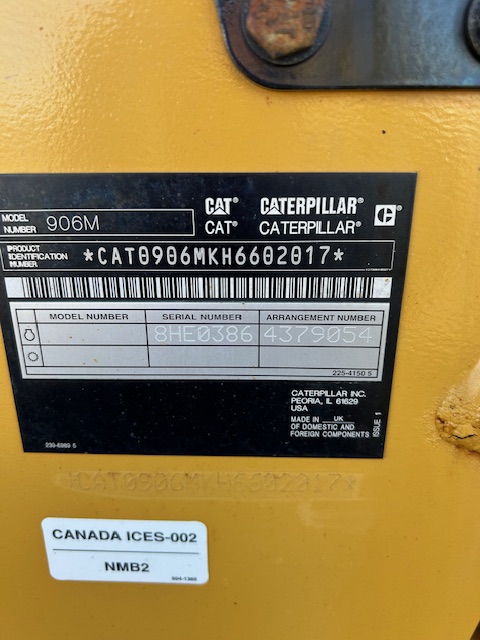 MODEL NUMBER 906M
CAT CATERPILLAR
CAT® CATERPILLAR®
PRODUCT IDENTIFICATION NUMBER *CAT0906MKH6602017*
MODEL NUMBER SERIAL NUMBER ARRANGEMENT NUMBER
8HE0386 4379054
225-4150 5
CATERPILLAR INC.
PEORIA, IL 61629
USA
MADE IN UK
OF DOMESTIC AND
FOREIGN COMPONENTS
ISSUE 1
*CAT0906MKH6602017*
CANADA ICES-002
NMB2